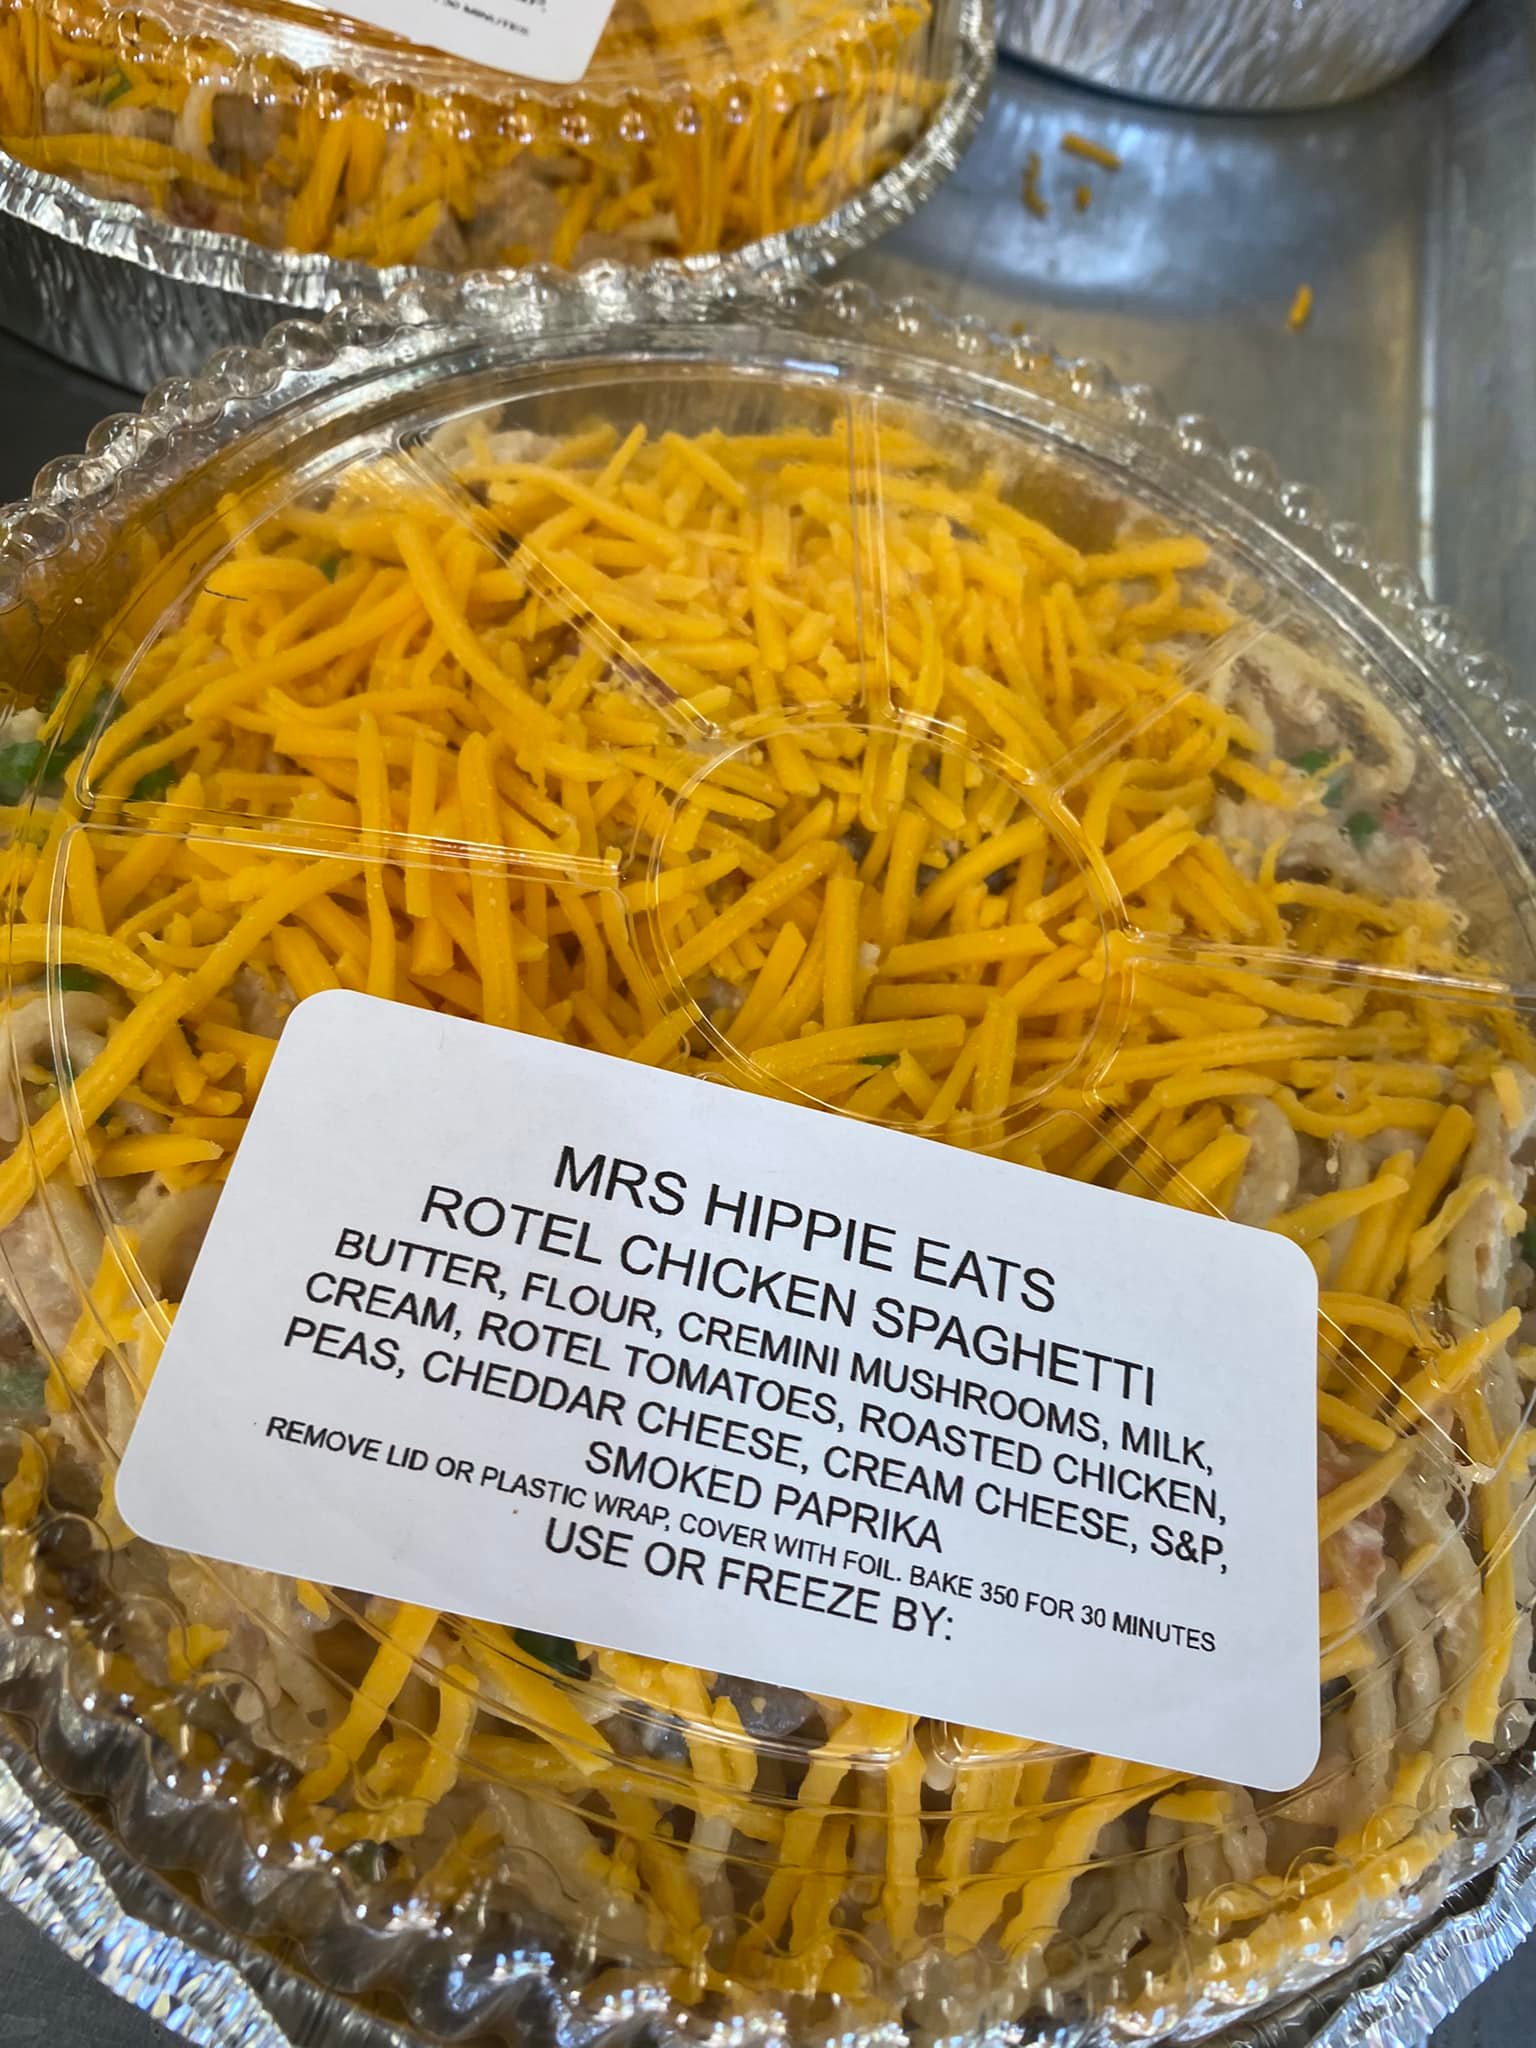 30 MINUTES
MRS HIPPIE EATS
ROTEL CHICKEN SPAGHETTI
BUTTER, FLOUR, CREMINI MUSHROOMS, MILK,
CREAM, ROTEL TOMATOES, ROASTED CHICKEN,
PEAS, CHEDDAR CHEESE, CREAM CHEESE, S&P,
SMOKED PAPRIKA
REMOVE LID OR PLASTIC WRAP, COVER WITH FOIL. BAKE 350 FOR 30 MINUTES
USE OR FREEZE BY: